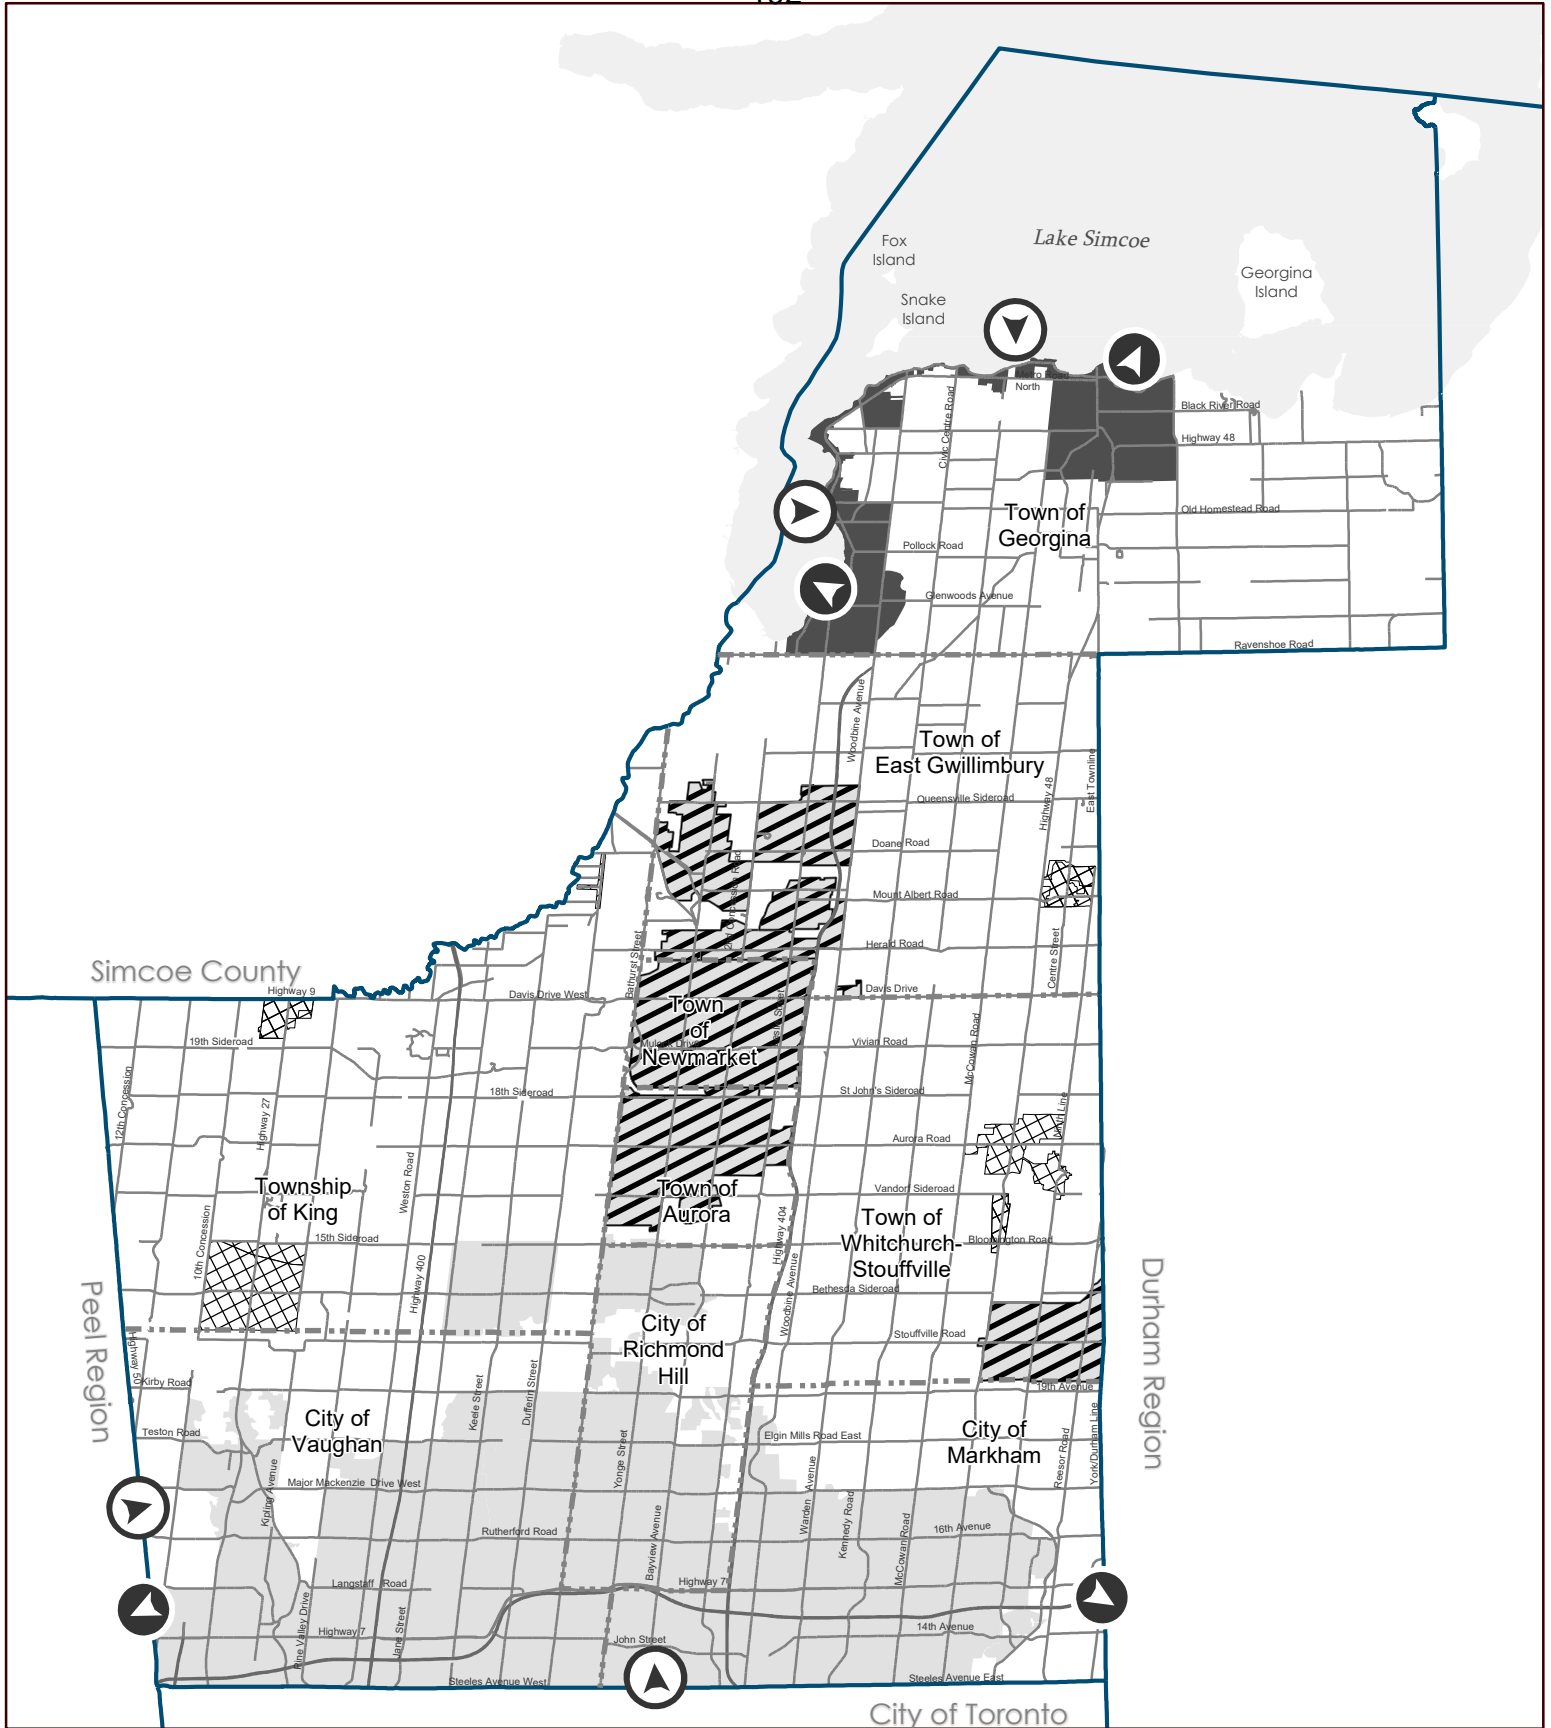 Lake Simcoe
Fox
Island
Georgina
Island
Snake
Island
North
Civic Centre Road
Black River Road
Highway 48
Old Homestead Road
Town of
Georgina
Pollock Road
Glenwoods Avenue
Ravenshoe Road
Woodbine Avenue
Town of
East Gwillimbury
Queensville Sideroad
Highway 48
East Townline
Doane Road
2nd Concession Road
Mount Albert Road
Herald Road
Centre Street
Bathurst Street
Simcoe County
Highway 9
Davis Drive West
Davis Drive
Town
of
Newmarket
Mulock Drive
19th Sideroad
Vivian Road
McCowan Road
18th Sideroad
St John's Sideroad
12th Concession
Highway 27
Ninth Line
Aurora Road
Weston Road
Township
of King
Town of
Aurora
Vandorf Sideroad
Town of
Whitchurch-
Stouffville
10th Concession
15th Sideroad
Highway 404
Bloomington Road
Highway 400
Woodbine Avenue
Bethesda Sideroad
Peel Region
Durham Region
City of
Richmond
Hill
Stouffville Road
Highway 50
Kirby Road
19th Avenue
Keele Street
Dufferin Street
City of
Vaughan
City of
Markham
Teston Road
Yonge Street
Elgin Mills Road East
Reesor Road
York/Durham Line
Major Mackenzie Drive West
Kipling Avenue
Warden Avenue
Kennedy Road
McCowan Road
Bayview Avenue
Rutherford Road
16th Avenue
Langstaff Road
Highway 7
Pine Valley Drive
Jane Street
Highway 7
14th Avenue
John Street
Steeles Avenue West
Steeles Avenue East
City of Toronto